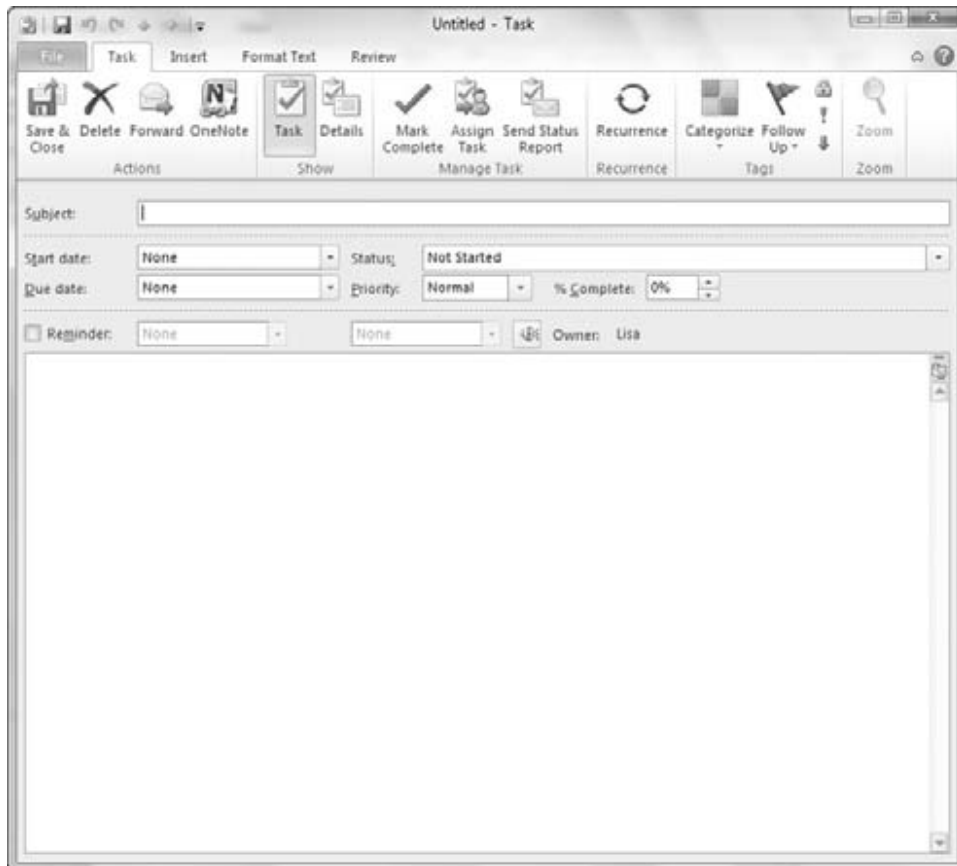 Untitled - Task
File Task Insert Format Text Review
Save & Close Delete Forward OneNote Task Details Mark Complete Assign Task Send Status Report Recurrence Categorize Follow Up Zoom
Actions Show Manage Task Recurrence Tags Zoom
Subject:
Start date: None Status: Not Started
Due date: None Priority: Normal % Complete: 0%
Reminder: None None Owner: Lisa